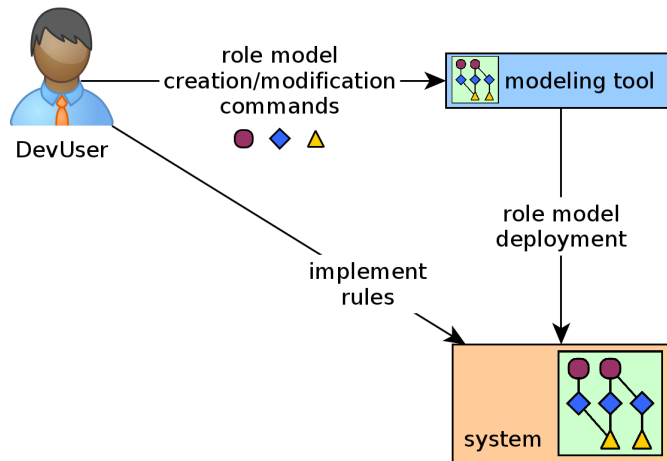 role model
creation/modification
commands
modeling tool
DevUser
role model
deployment
implement
rules
system